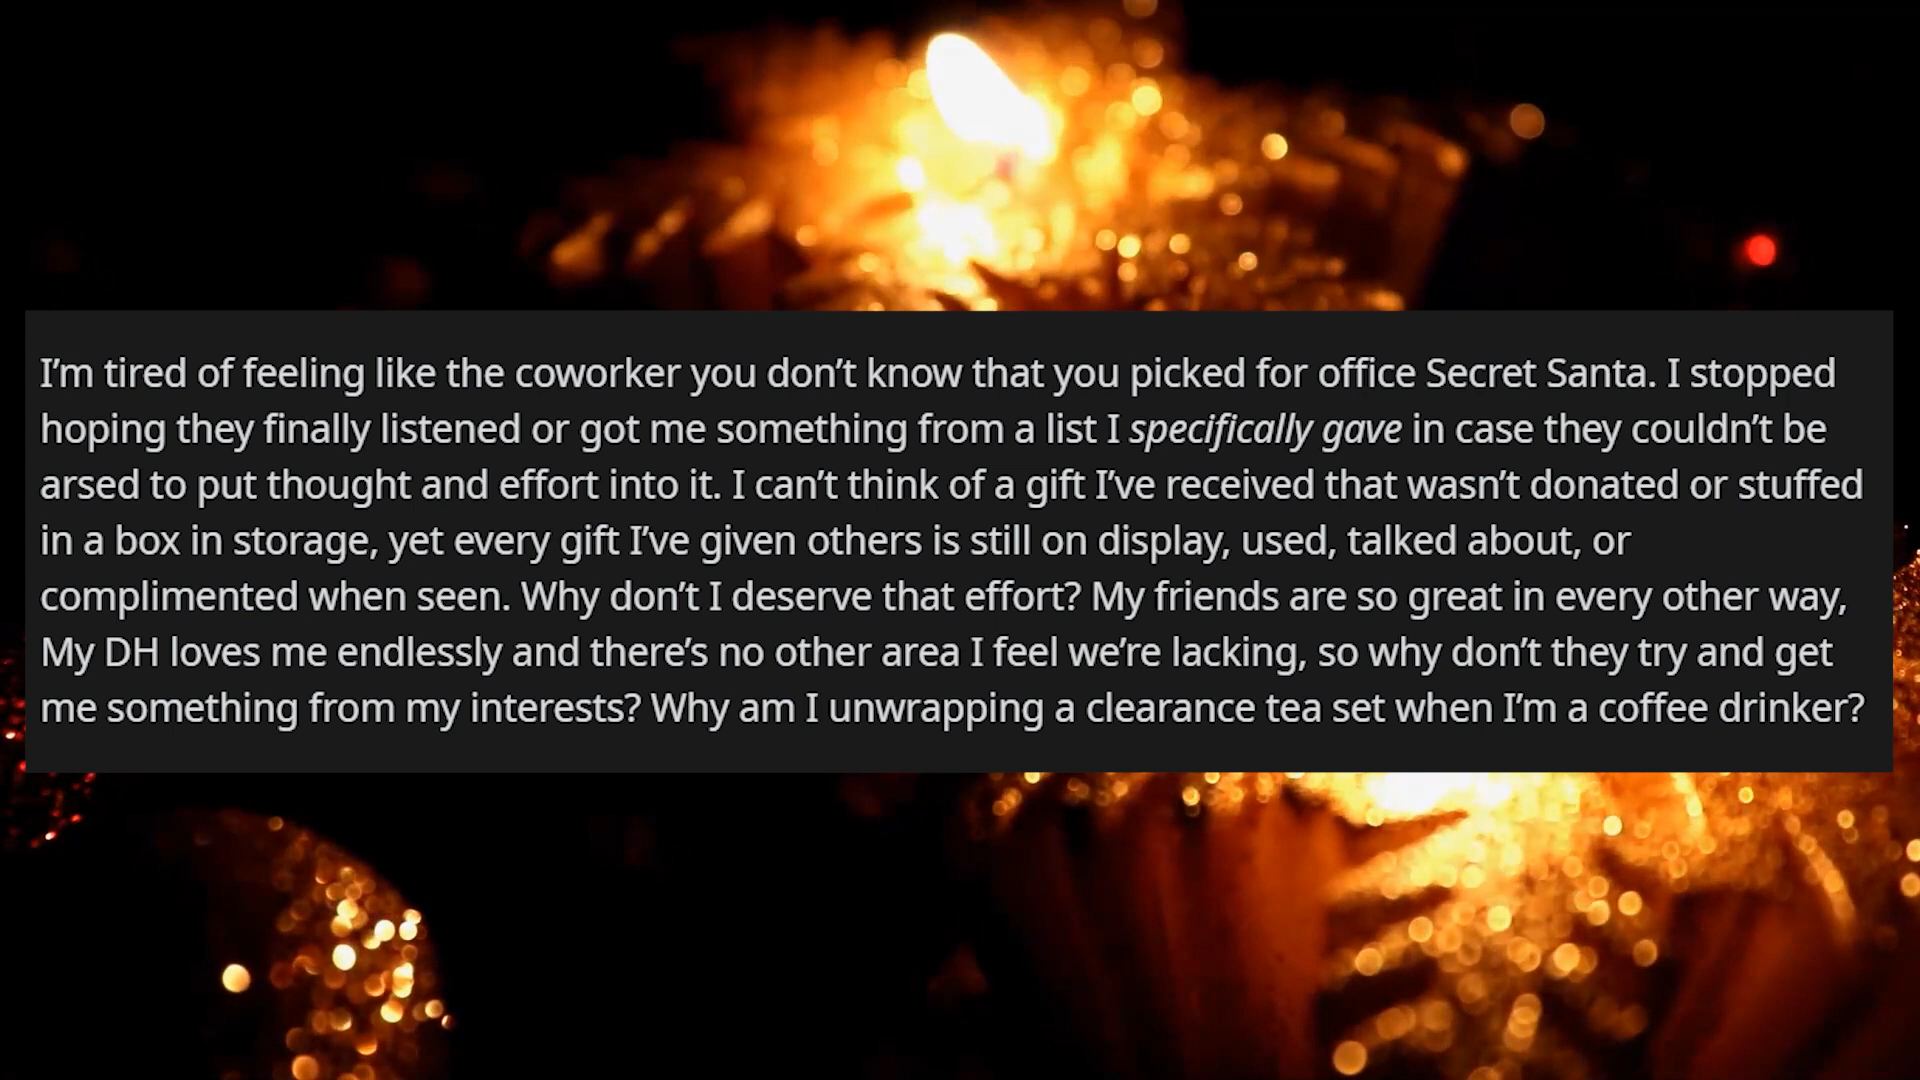 I’m tired of feeling like the coworker you don’t know that you picked for office Secret Santa. I stopped
hoping they finally listened or got me something from a list I specifically gave in case they couldn’t be
arsed to put thought and effort into it. I can’t think of a gift I’ve received that wasn’t donated or stuffed
in a box in storage, yet every gift I’ve given others is still on display, used, talked about, or
complimented when seen. Why don’t I deserve that effort? My friends are so great in every other way,
My DH loves me endlessly and there’s no other area I feel we’re lacking, so why don’t they try and get
me something from my interests? Why am I unwrapping a clearance tea set when I’m a coffee drinker?